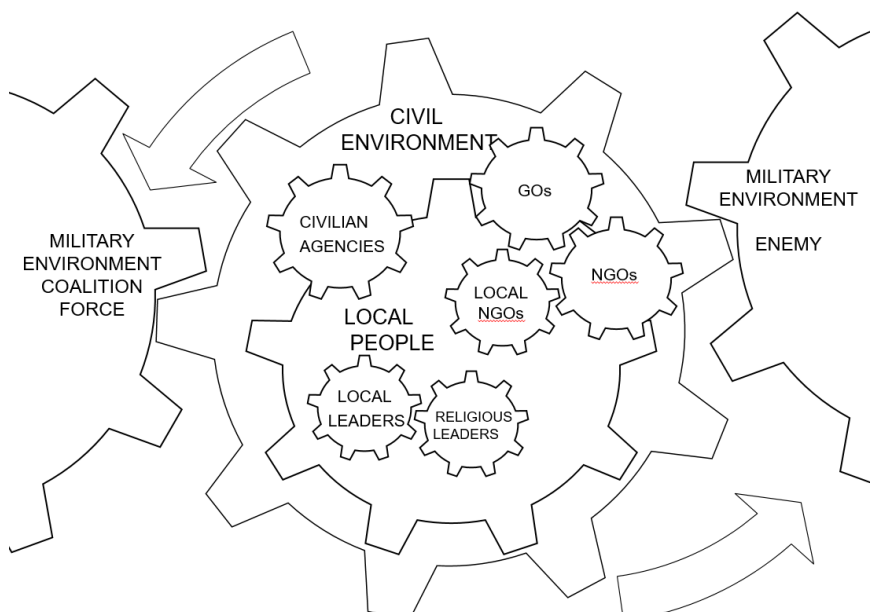 CIVIL
ENVIRONMENT
GOs
CIVILIAN
AGENCIES
MILITARY
ENVIRONMENT
COALITION
FORCE
MILITARY
ENVIRONMENT
ENEMY
NGOs
LOCAL
NGOs
LOCAL
PEOPLE
LOCAL
LEADERS
RELIGIOUS
LEADERS